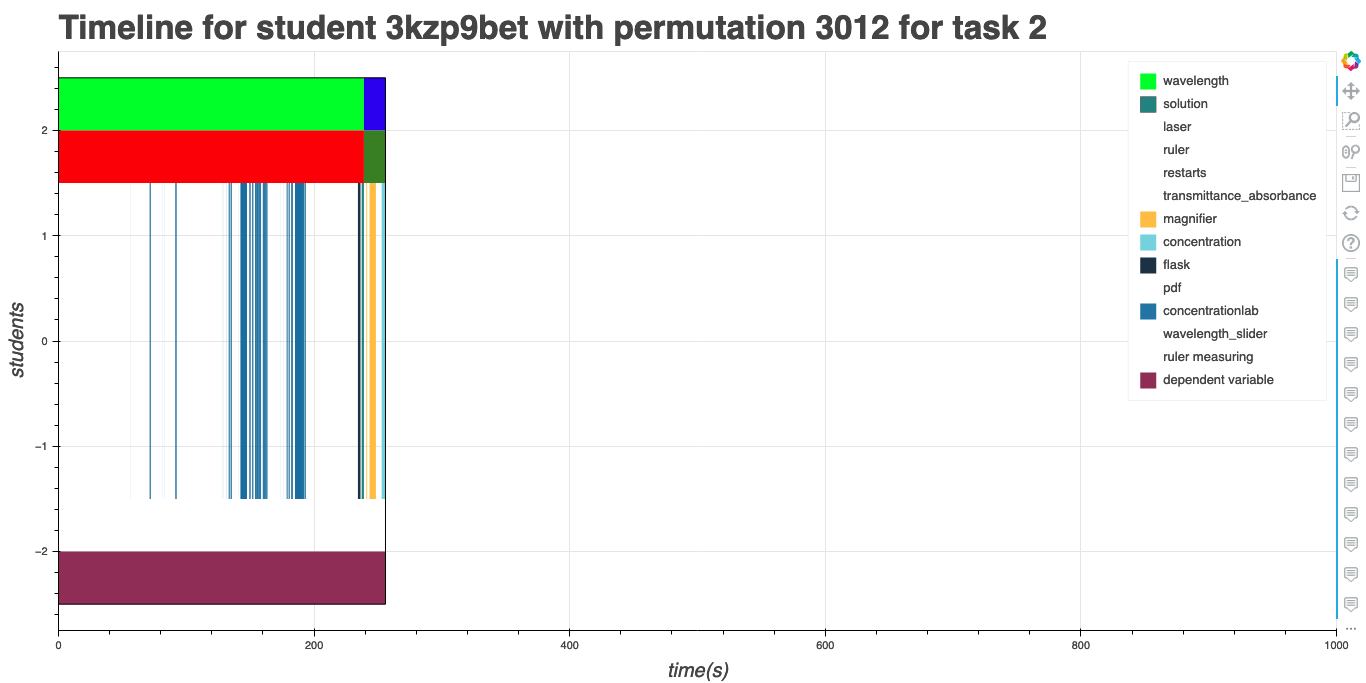 Timeline for student 3kzp9bet with permutation 3012 for task 2
wavelength
solution
laser
ruler
restarts
transmittance_absorbance
magnifier
concentration
flask
pdf
concentrationlab
wavelength_slider
ruler measuring
dependent variable
students
2
1
0
−1
−2
0 200 400 600 800 1000
time(s)